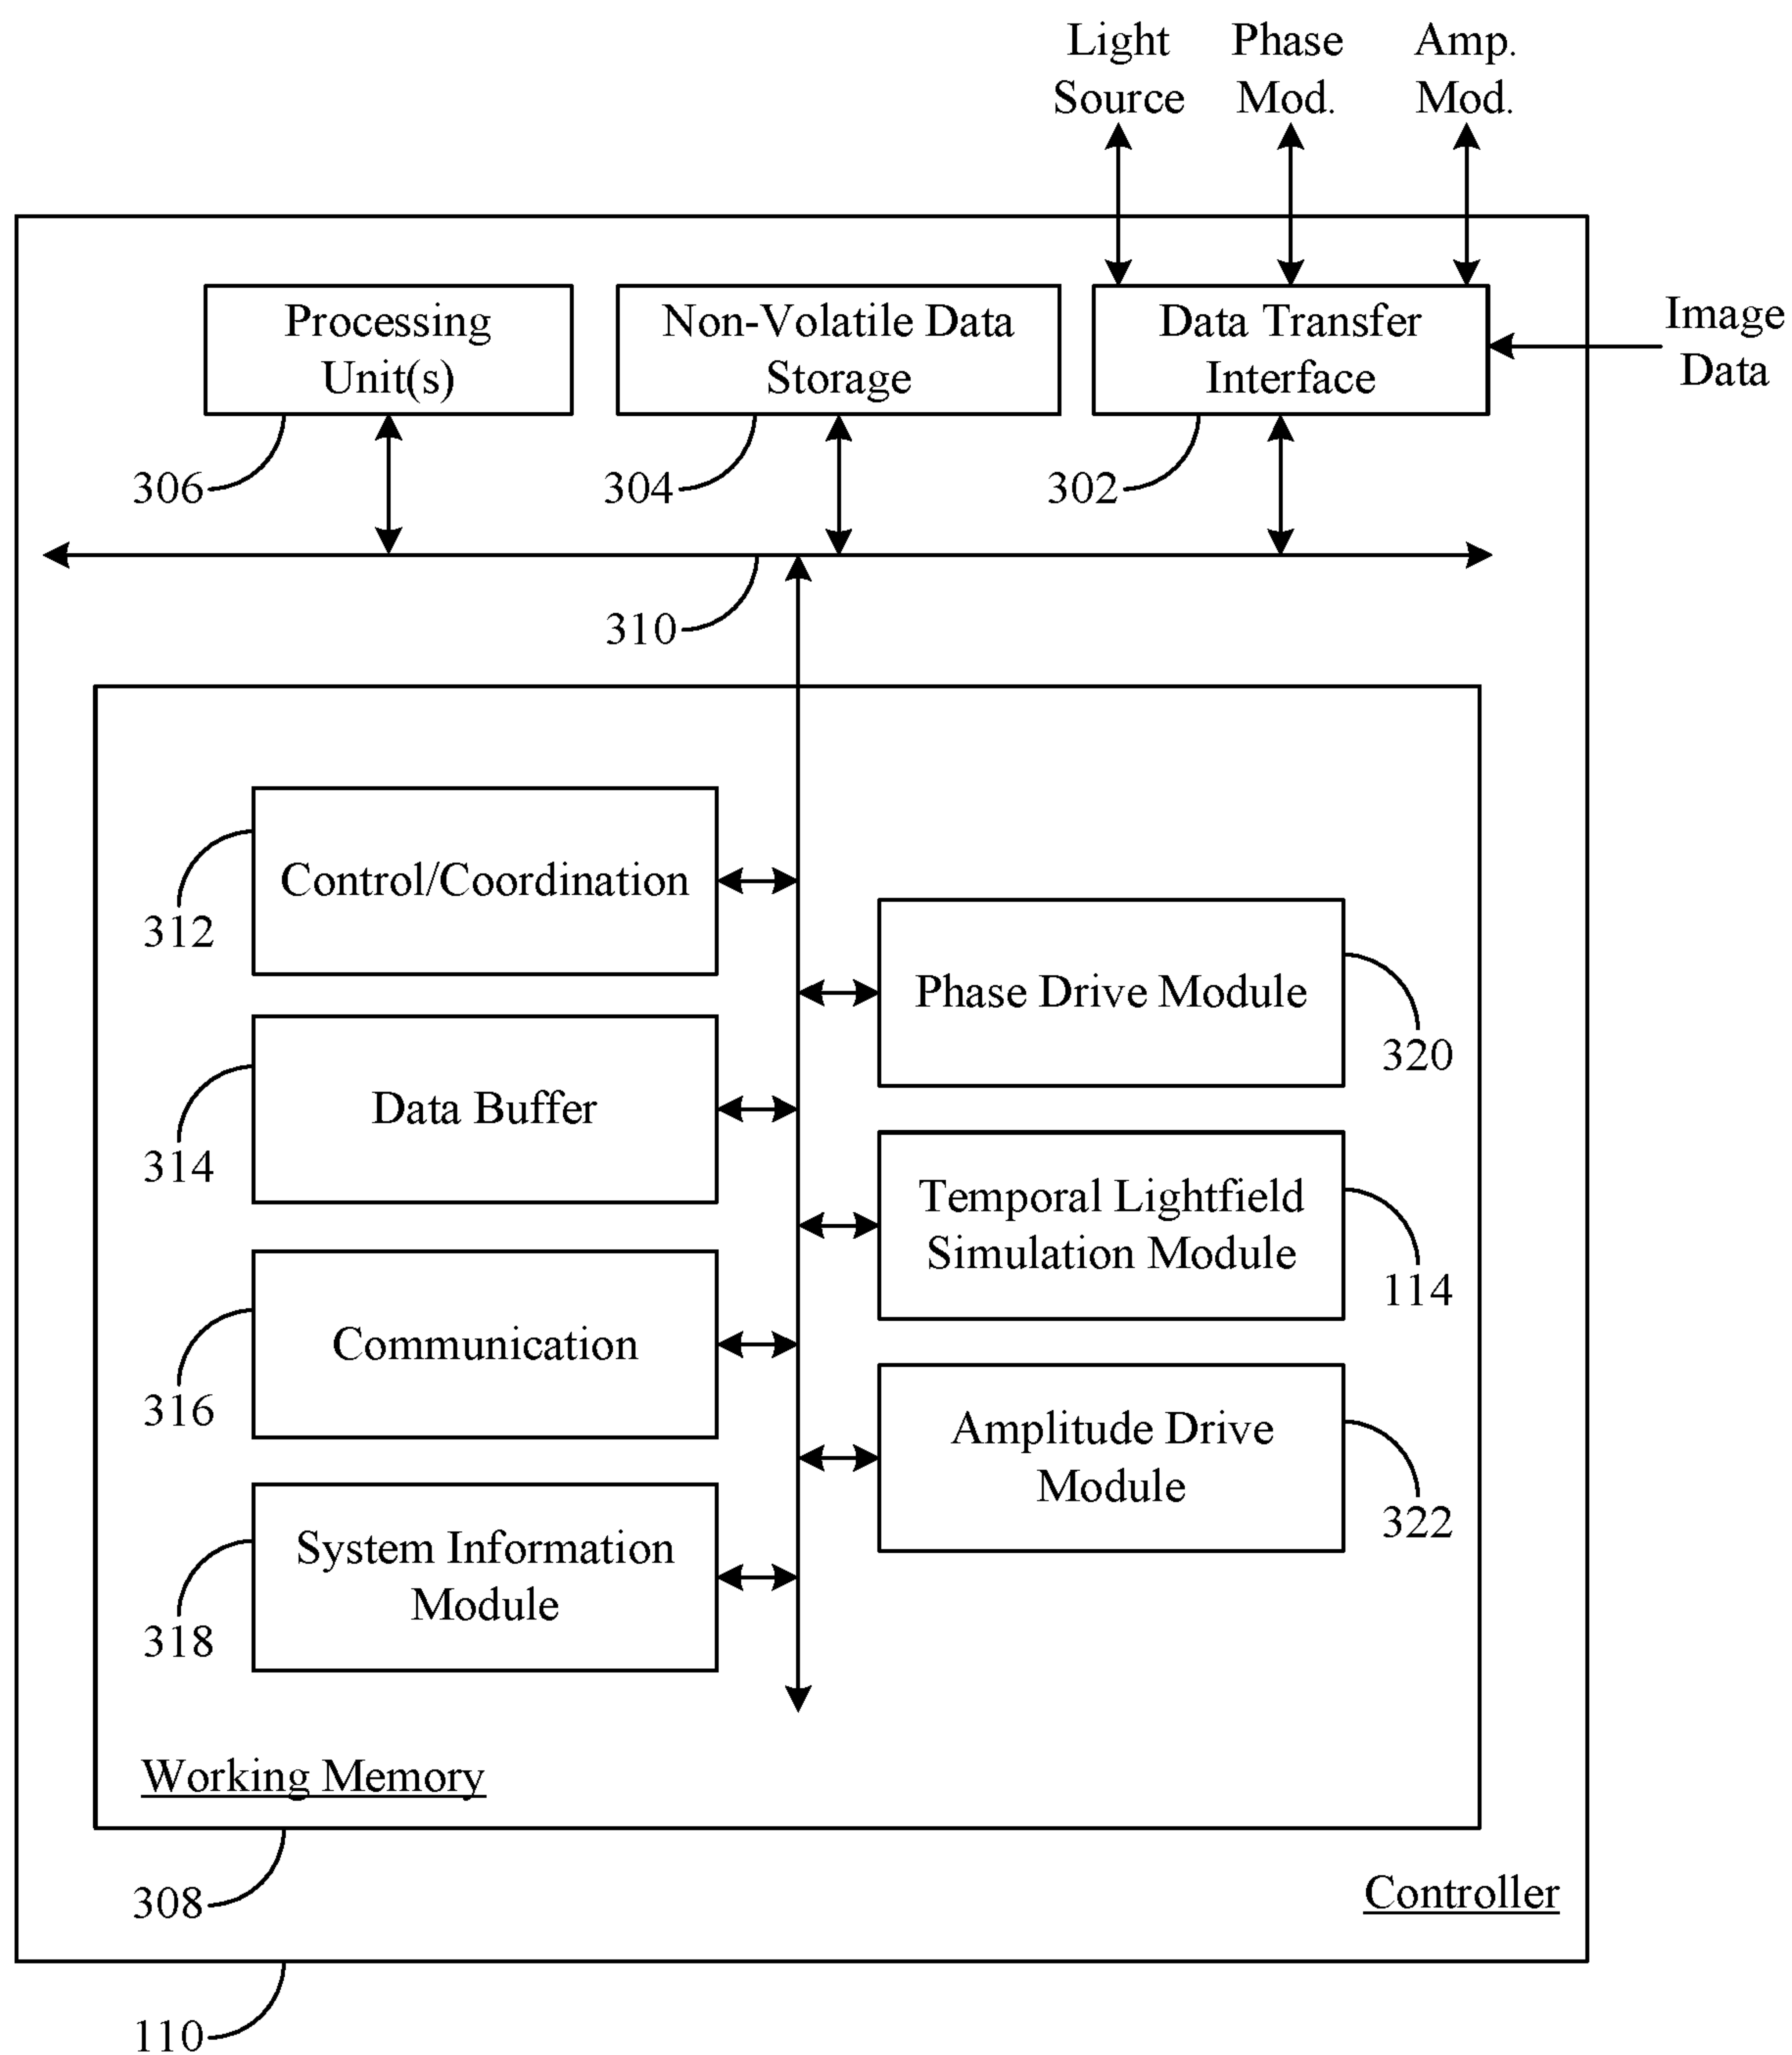 Light
Source
Phase
Mod.
Amp.
Mod.
Processing
Unit(s)
Non-Volatile Data
Storage
Data Transfer
Interface
Image
Data
306
304
302
310
Control/Coordination
312
Phase Drive Module
320
Data Buffer
314
Temporal Lightfield
Simulation Module
114
Communication
316
Amplitude Drive
Module
322
System Information
Module
318
Working Memory
308
Controller
110